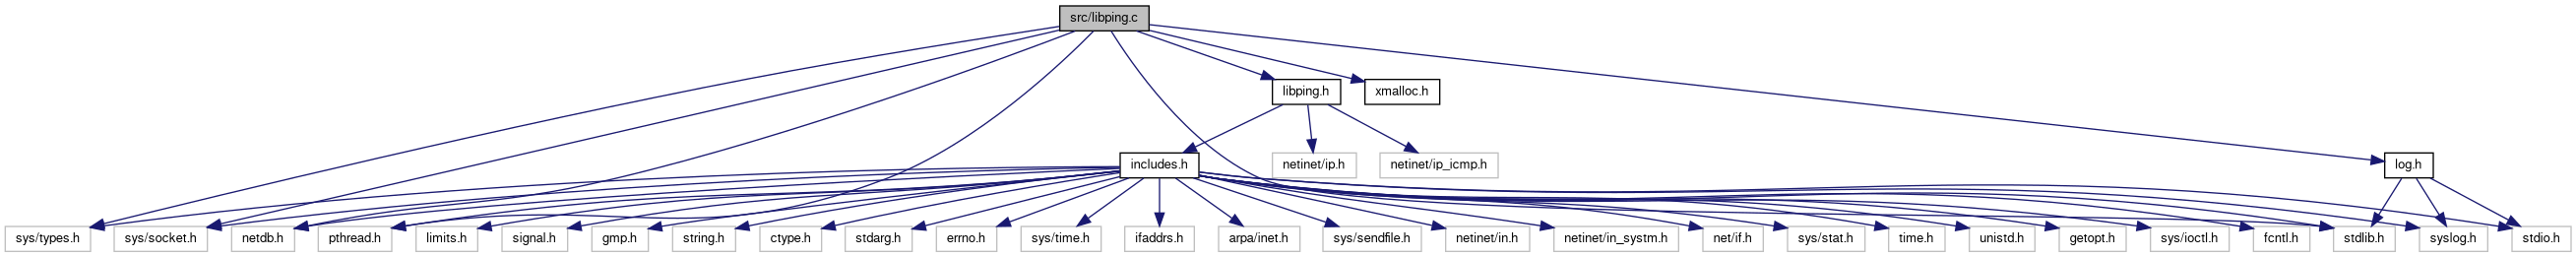 src/libping.c
libping.h
xmalloc.h
includes.h
netinet/ip.h
netinet/ip_icmp.h
log.h
sys/types.h
sys/socket.h
netdb.h
pthread.h
limits.h
signal.h
gmp.h
string.h
ctype.h
stdarg.h
errno.h
sys/time.h
ifaddrs.h
arpa/inet.h
sys/sendfile.h
netinet/in.h
netinet/in_systm.h
net/if.h
sys/stat.h
time.h
unistd.h
getopt.h
sys/ioctl.h
fcntl.h
stdlib.h
syslog.h
stdio.h